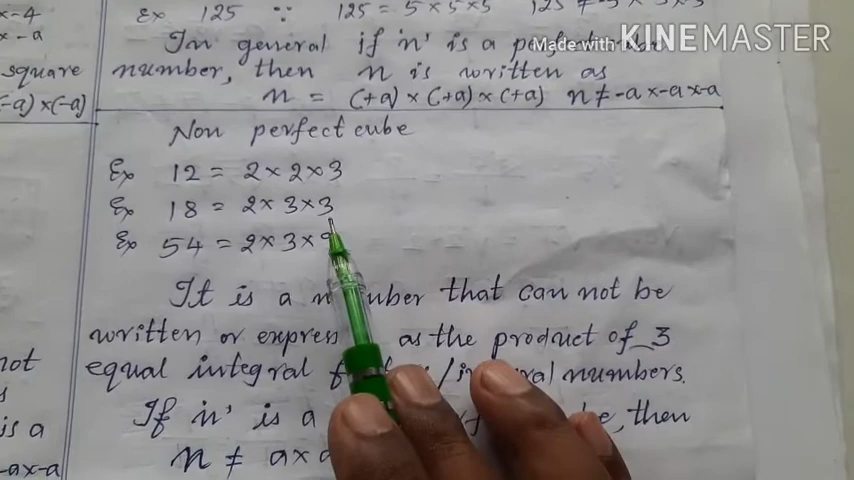 x-4
x-a
square
(-a) x(-a)
not
is a
-ax-a
Ex 125 ∵ 125 = 5 x 5 x 5 125 ≠
In general if 'n' is a
number, then n is written as
n = (+a) x (+a) x (+a) n ≠ -a x -a x -a
Non perfect cube
Ex 12 = 2 x 2 x 3
Ex 18 = 2 x 3 x 3
Ex 54 = 2 x 3 x
It is a that can not be
written or as the product of 3
equal integral numbers.
If 'n' is a then
n ≠ a x
Made with KINEMASTER